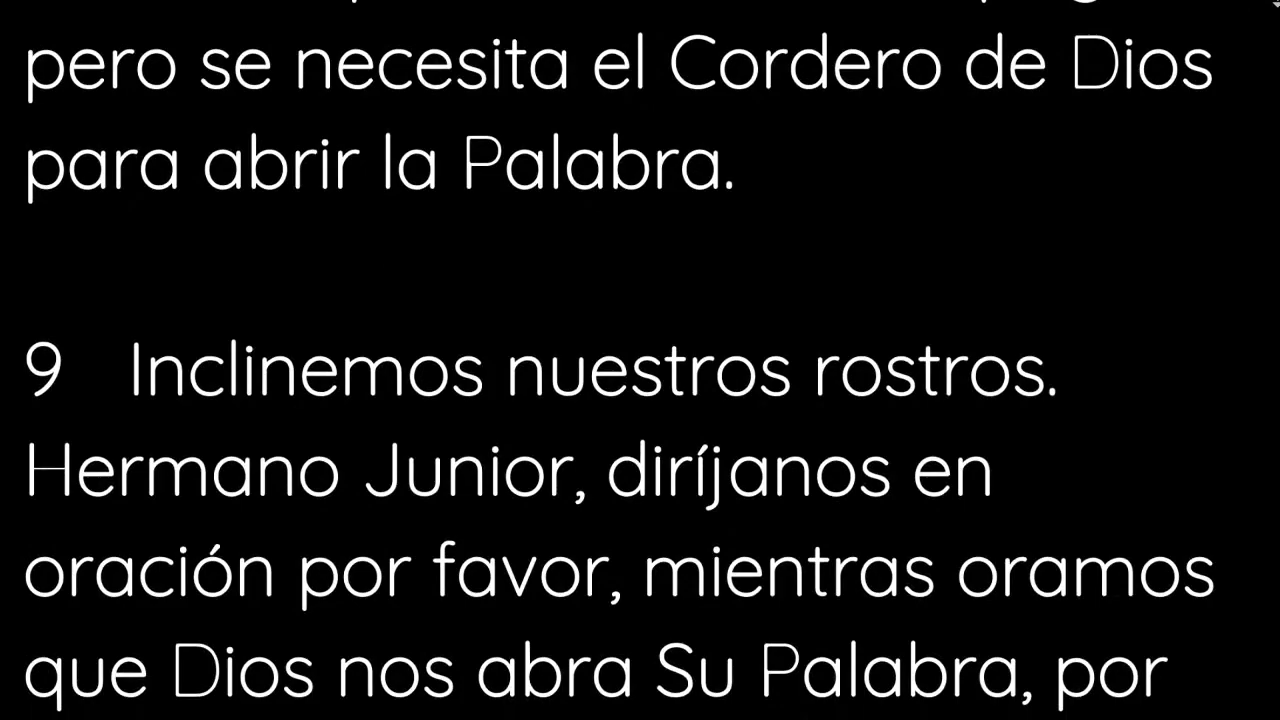 pero se necesita el Cordero de Dios
para abrir la Palabra.
9 Inclinemos nuestros rostros.
Hermano Junior, diríjanos en
oración por favor, mientras oramos
que Dios nos abra Su Palabra, por